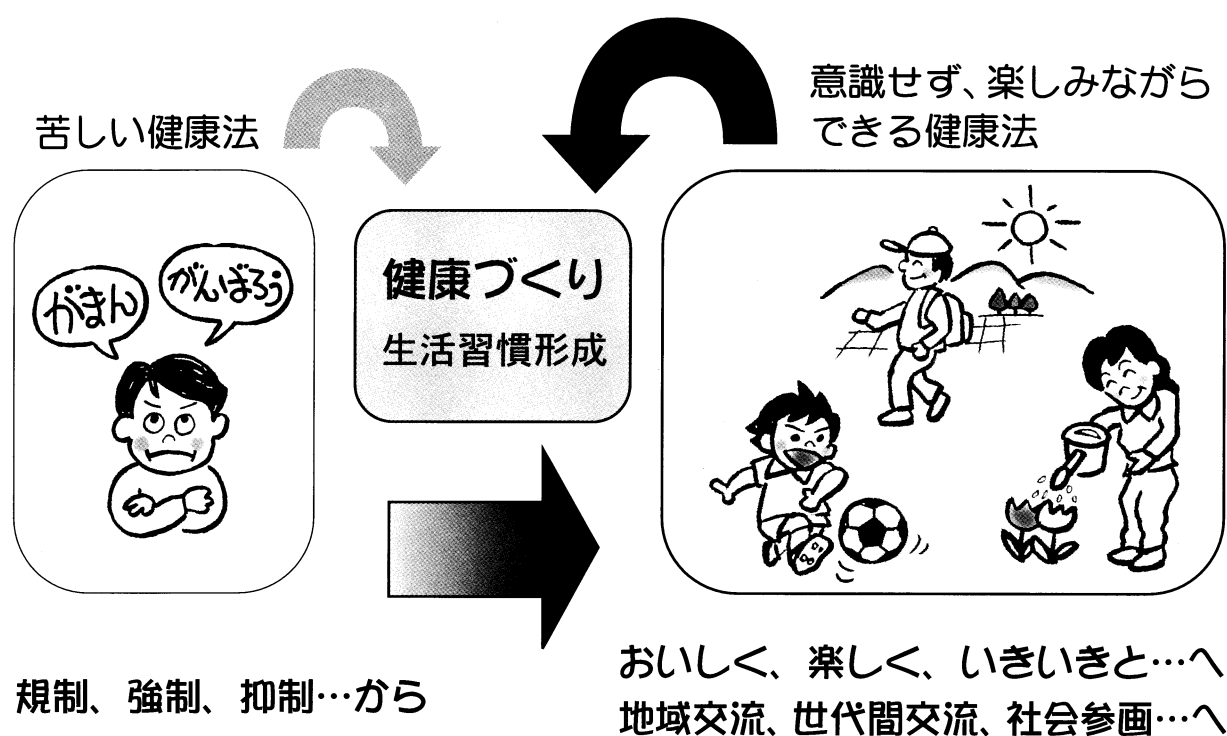 苦しい健康法
がまん
がんばろう
規制、強制、抑制…から
健康づくり
生活習慣形成
意識せず、楽しみながら
できる健康法
おいしく、楽しく、いきいきと…へ
地域交流、世代間交流、社会参画…へ